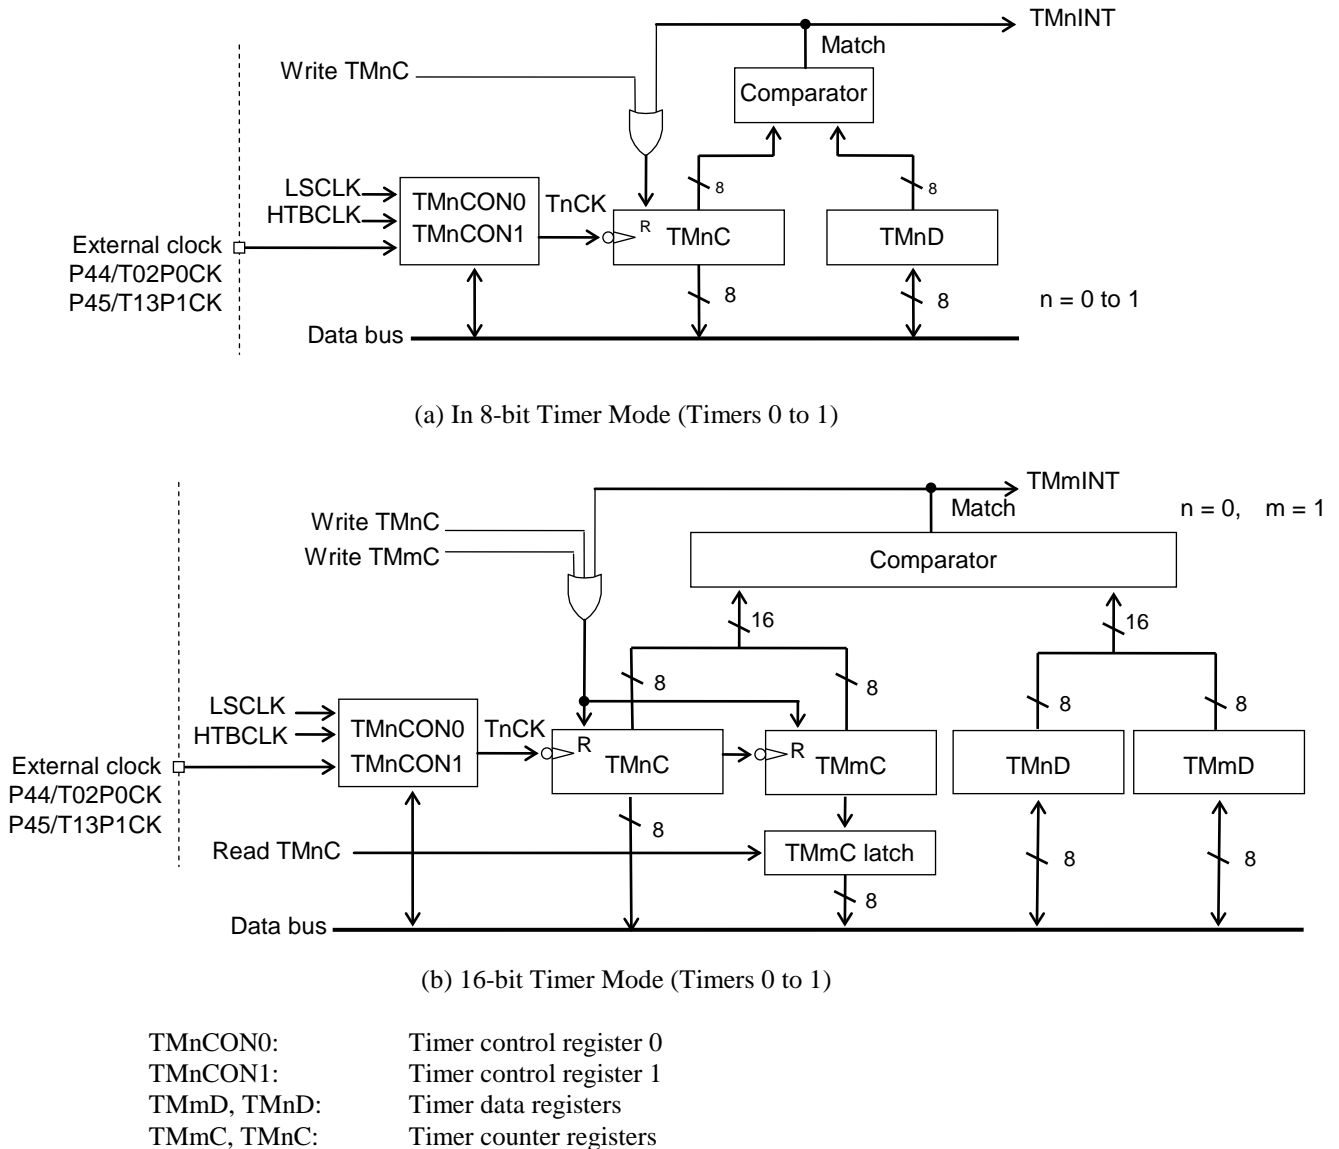 TMnINT
Match
Write TMnC
Comparator
8
8
LSCLK
HTBCLK
TMnCON0
TMnCON1
TnCK
R
TMnC
TMnD
External clock
P44/T02P0CK
P45/T13P1CK
8
8
n = 0 to 1
Data bus
(a) In 8-bit Timer Mode (Timers 0 to 1)
TMmINT
Match
n = 0, m = 1
Write TMnC
Write TMmC
Comparator
16
16
8
8
8
8
LSCLK
HTBCLK
TMnCON0
TMnCON1
TnCK
R
TMnC
R
TMmC
TMnD
TMmD
External clock
P44/T02P0CK
P45/T13P1CK
8
Read TMnC
TMmC latch
8
8
8
Data bus
(b) 16-bit Timer Mode (Timers 0 to 1)
TMnCON0: Timer control register 0
TMnCON1: Timer control register 1
TMmD, TMnD: Timer data registers
TMmC, TMnC: Timer counter registers